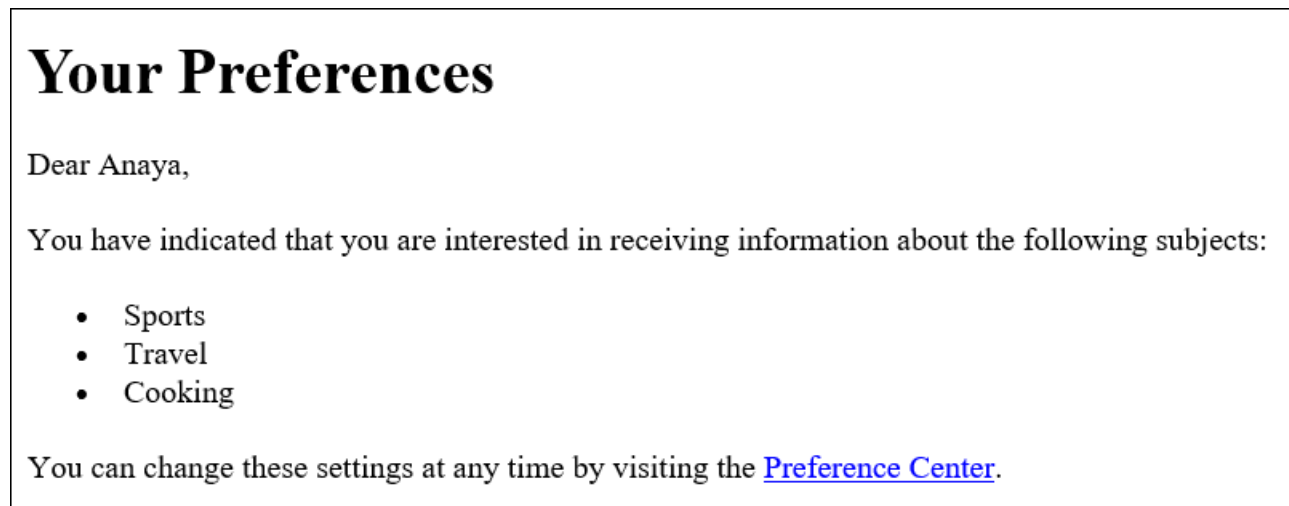 Your Preferences
Dear Anaya,
You have indicated that you are interested in receiving information about the following subjects:
• Sports
• Travel
• Cooking
You can change these settings at any time by visiting the Preference Center.